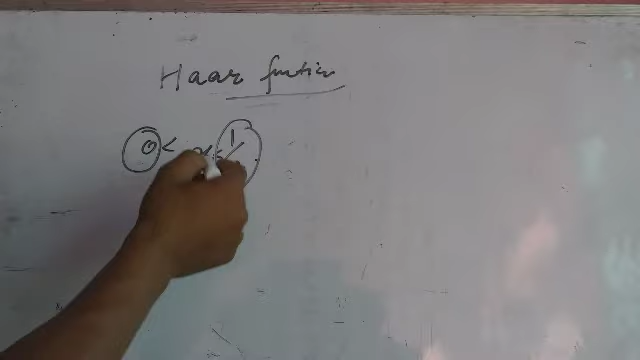 Haar function
0 < x < 1